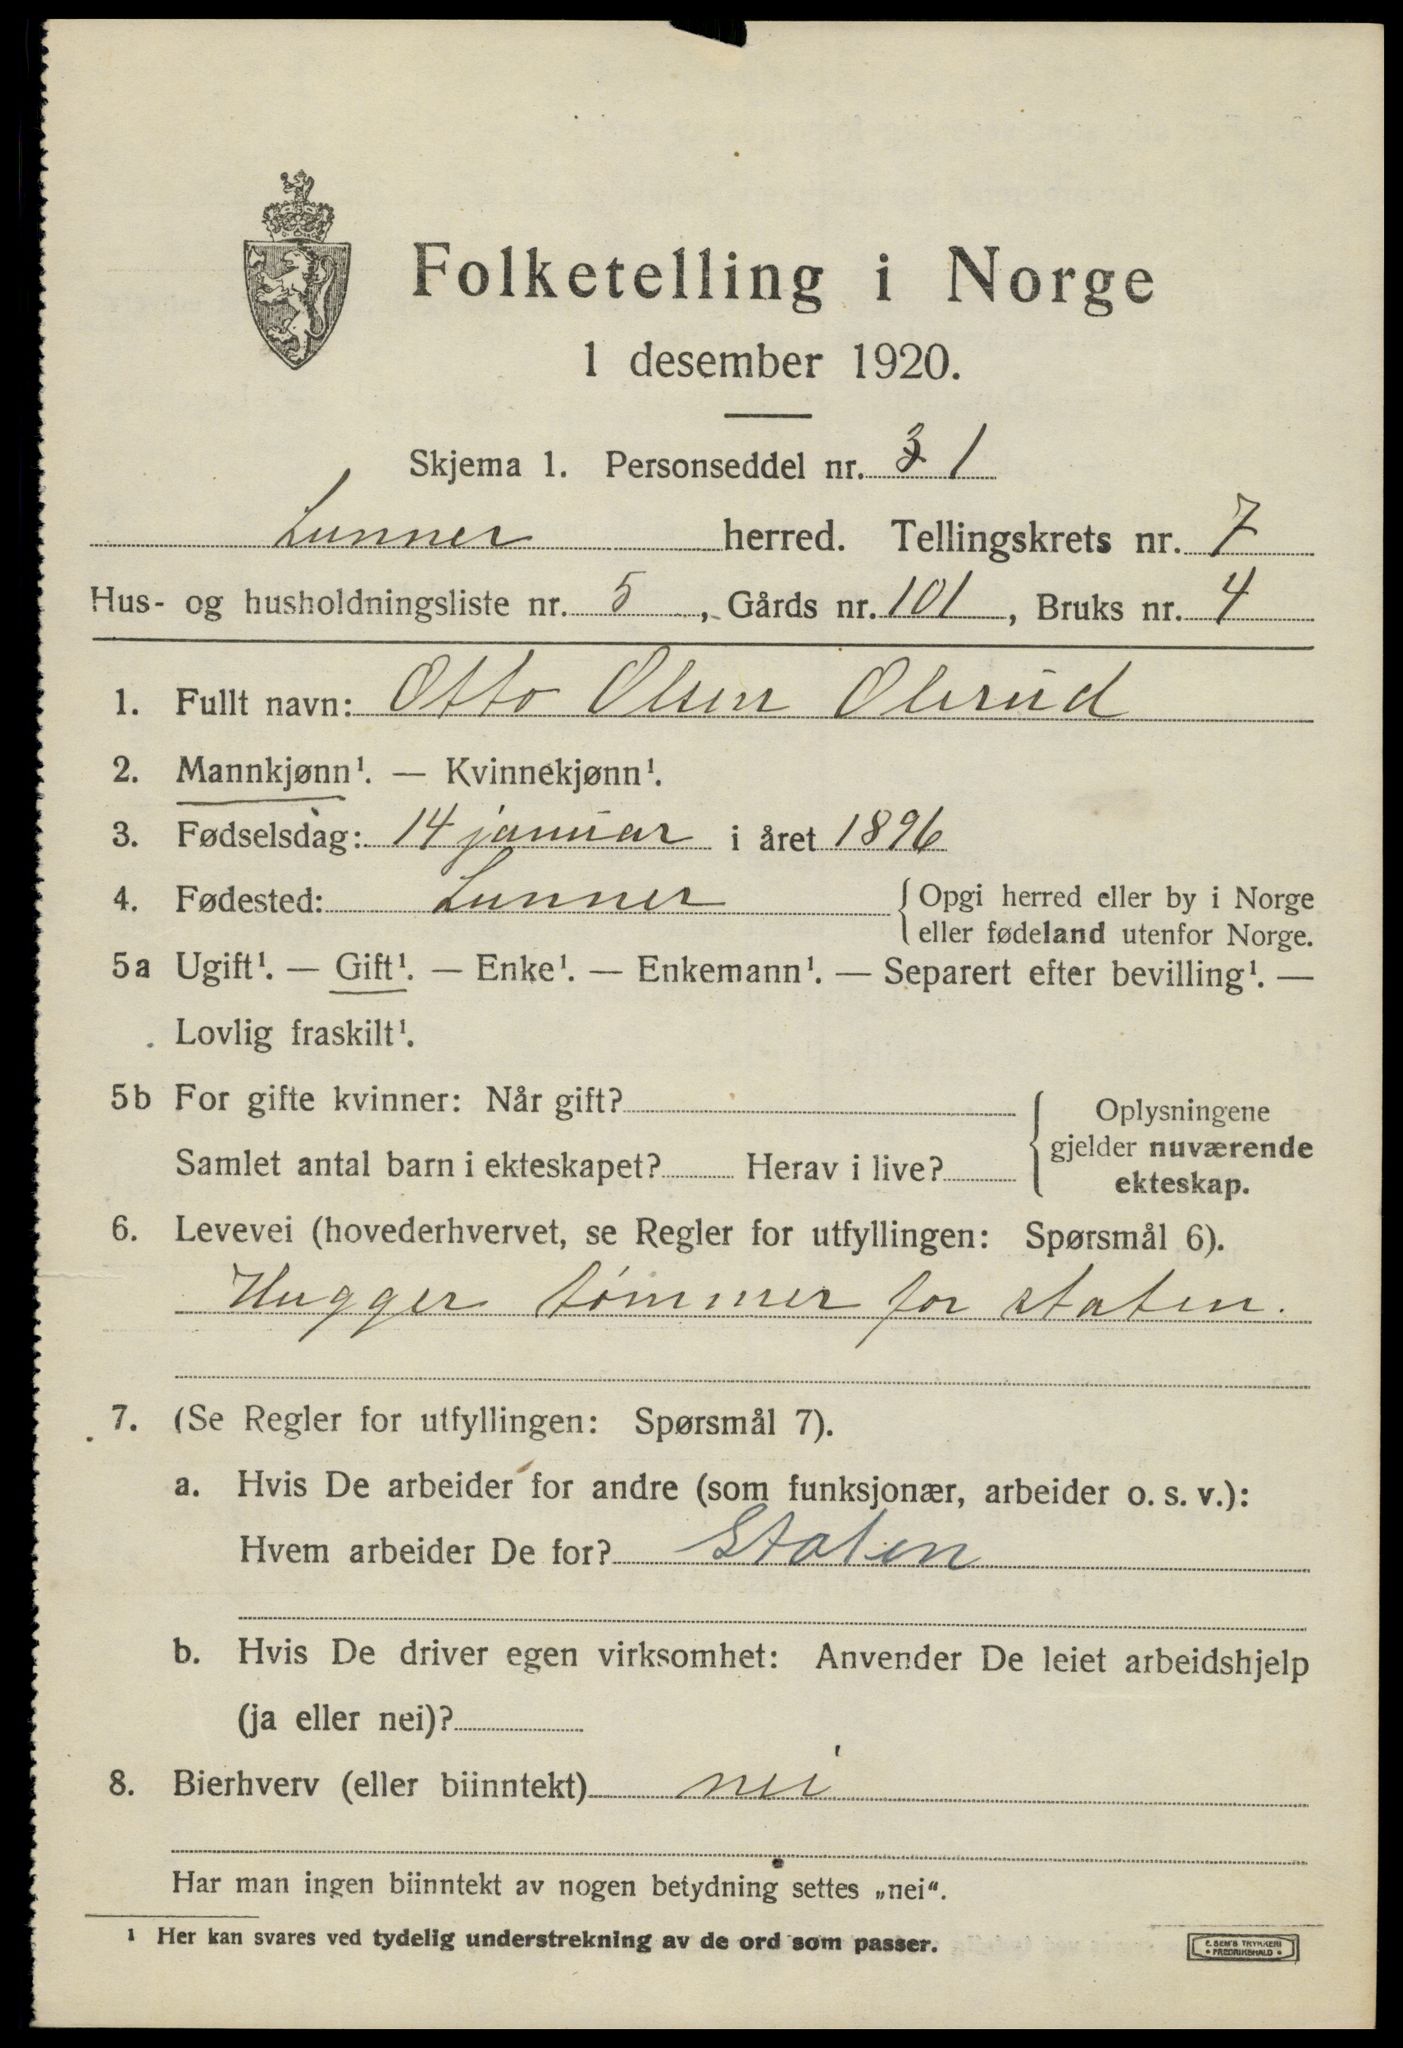 Folketelling i Norge
1 desember 1920.
Skjema 1. Personseddel nr. 3 1
Lunner herred. Tellingskrets nr. 7
Hus- og husholdningsliste nr. 5, Gårds nr. 101, Bruks nr. 4
1. Fullt navn: Otto Olsen Olerud
2. Mannkjønn¹. — Kvinnekjønn¹.
3. Fødselsdag: 14 januar i året 1896
4. Fødested: Lunner { Opgi herred eller by i Norge
eller fødeland utenfor Norge.
5a Ugift¹. — Gift¹. — Enke¹. — Enkemann¹. — Separert efter bevilling¹. —
Lovlig fraskilt¹.
5b For gifte kvinner: Når gift?
Samlet antal barn i ekteskapet? Herav i live?
Oplysningene
gjelder nuværende
ekteskap.
6. Levevei (hovederhvervet, se Regler for utfyllingen: Spørsmål 6).
Hugger tømmer for staten.
7. (Se Regler for utfyllingen: Spørsmål 7).
a. Hvis De arbeider for andre (som funksjonær, arbeider o. s. v.):
Hvem arbeider De for? Staten
b. Hvis De driver egen virksomhet: Anvender De leiet arbeidshjelp
(ja eller nei)?
8. Bierhverv (eller biinntekt) nei
Har man ingen biinntekt av nogen betydning settes „nei“.
¹ Her kan svares ved tydelig understrekning av de ord som passer.
E. SEM'S TRYKKERI
• FREDRIKSHALD •